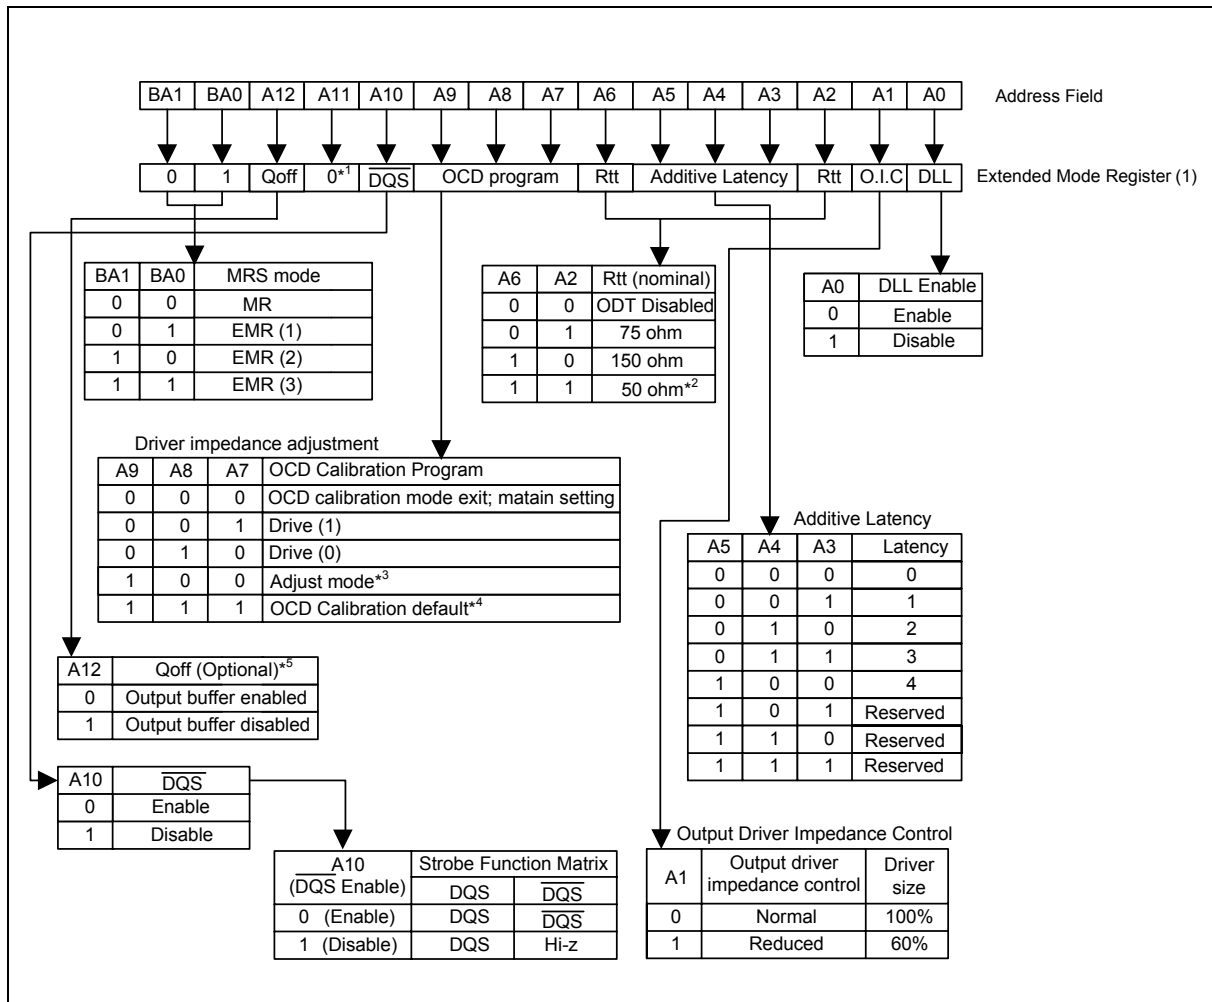 BA1 BA0 A12 A11 A10 A9 A8 A7 A6 A5 A4 A3 A2 A1 A0 Address Field
0 1 Qoff 0*1 D̅Q̅S̅ OCD program Rtt Additive Latency Rtt O.I.C DLL Extended Mode Register (1)
BA1 BA0 MRS mode
0 0 MR
0 1 EMR (1)
1 0 EMR (2)
1 1 EMR (3)
A6 A2 Rtt (nominal)
0 0 ODT Disabled
0 1 75 ohm
1 0 150 ohm
1 1 50 ohm*2
A0 DLL Enable
0 Enable
1 Disable
Driver impedance adjustment
A9 A8 A7 OCD Calibration Program
0 0 0 OCD calibration mode exit; matain setting
0 0 1 Drive (1)
0 1 0 Drive (0)
1 0 0 Adjust mode*3
1 1 1 OCD Calibration default*4
Additive Latency
A5 A4 A3 Latency
0 0 0 0
0 0 1 1
0 1 0 2
0 1 1 3
1 0 0 4
1 0 1 Reserved
1 1 0 Reserved
1 1 1 Reserved
A12 Qoff (Optional)*5
0 Output buffer enabled
1 Output buffer disabled
A10 D̅Q̅S̅
0 Enable
1 Disable
A10 Strobe Function Matrix
(D̅Q̅S̅ Enable) DQS D̅Q̅S̅
0 (Enable) DQS D̅Q̅S̅
1 (Disable) DQS Hi-z
Output Driver Impedance Control
A1 Output driver impedance control Driver size
0 Normal 100%
1 Reduced 60%